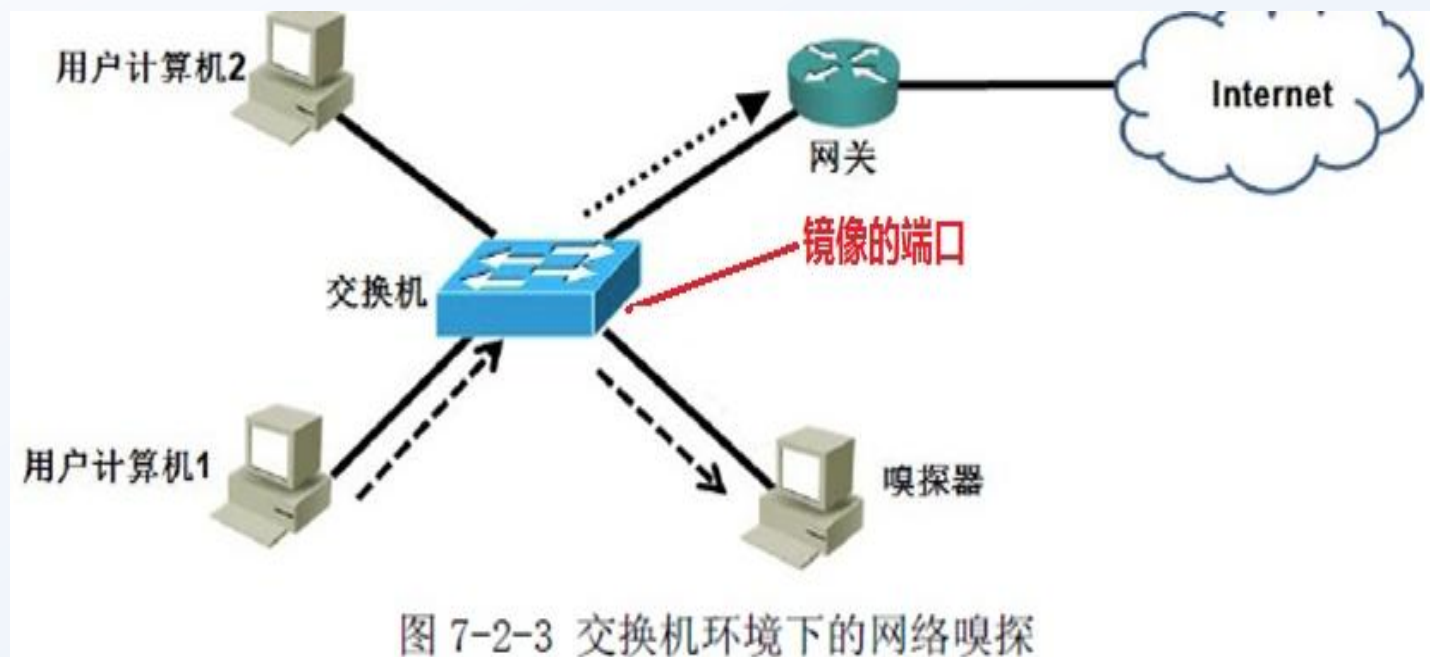 用户计算机2
Internet
网关
镜像的端口
交换机
用户计算机1
嗅探器
图 7-2-3 交换机环境下的网络嗅探